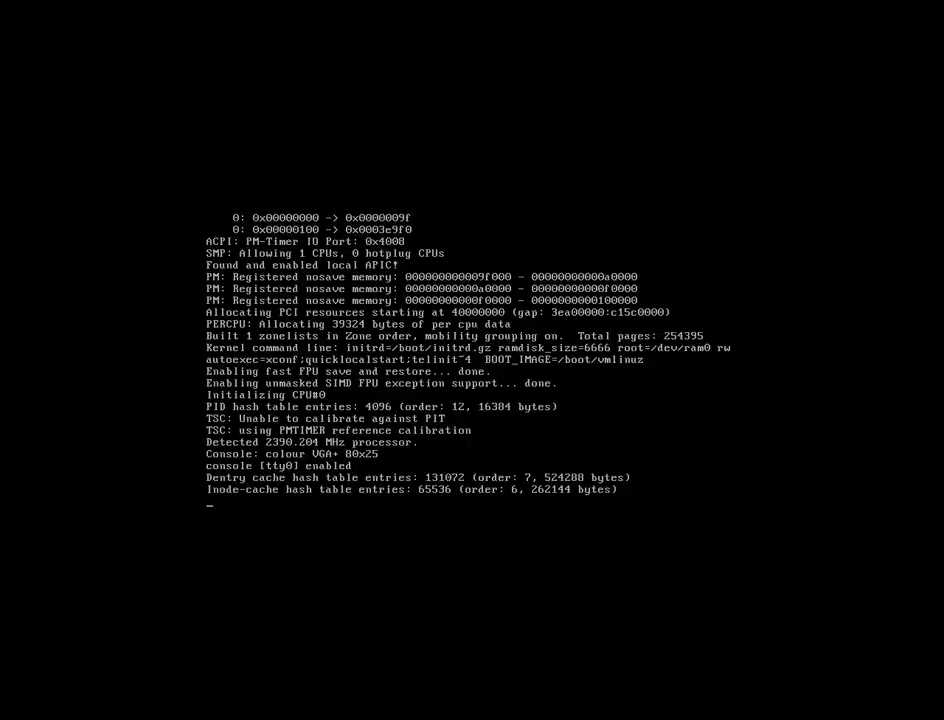 0: 0x00000000 -> 0x0000009f
0: 0x00000100 -> 0x0003e9f0
ACPI: PM-Timer IO Port: 0x4008
SMP: Allowing 1 CPUs, 0 hotplug CPUs
Found and enabled local APIC!
PM: Registered nosave memory: 000000000009f000 - 00000000000a0000
PM: Registered nosave memory: 00000000000a0000 - 00000000000f0000
PM: Registered nosave memory: 00000000000f0000 - 0000000000100000
Allocating PCI resources starting at 40000000 (gap: 3ea00000:c15c0000)
PERCPU: Allocating 39324 bytes of per cpu data
Built 1 zonelists in Zone order, mobility grouping on.  Total pages: 254395
Kernel command line: initrd=/boot/initrd.gz ramdisk_size=6666 root=/dev/ram0 rw
autoexec=xconf;quicklocalstart;telinit~4  BOOT_IMAGE=/boot/vmlinuz
Enabling fast FPU save and restore... done.
Enabling unmasked SIMD FPU exception support... done.
Initializing CPU#0
PID hash table entries: 4096 (order: 12, 16384 bytes)
TSC: Unable to calibrate against PIT
TSC: using PMTIMER reference calibration
Detected 2390.204 MHz processor.
Console: colour VGA+ 80x25
console [tty0] enabled
Dentry cache hash table entries: 131072 (order: 7, 524288 bytes)
Inode-cache hash table entries: 65536 (order: 6, 262144 bytes)